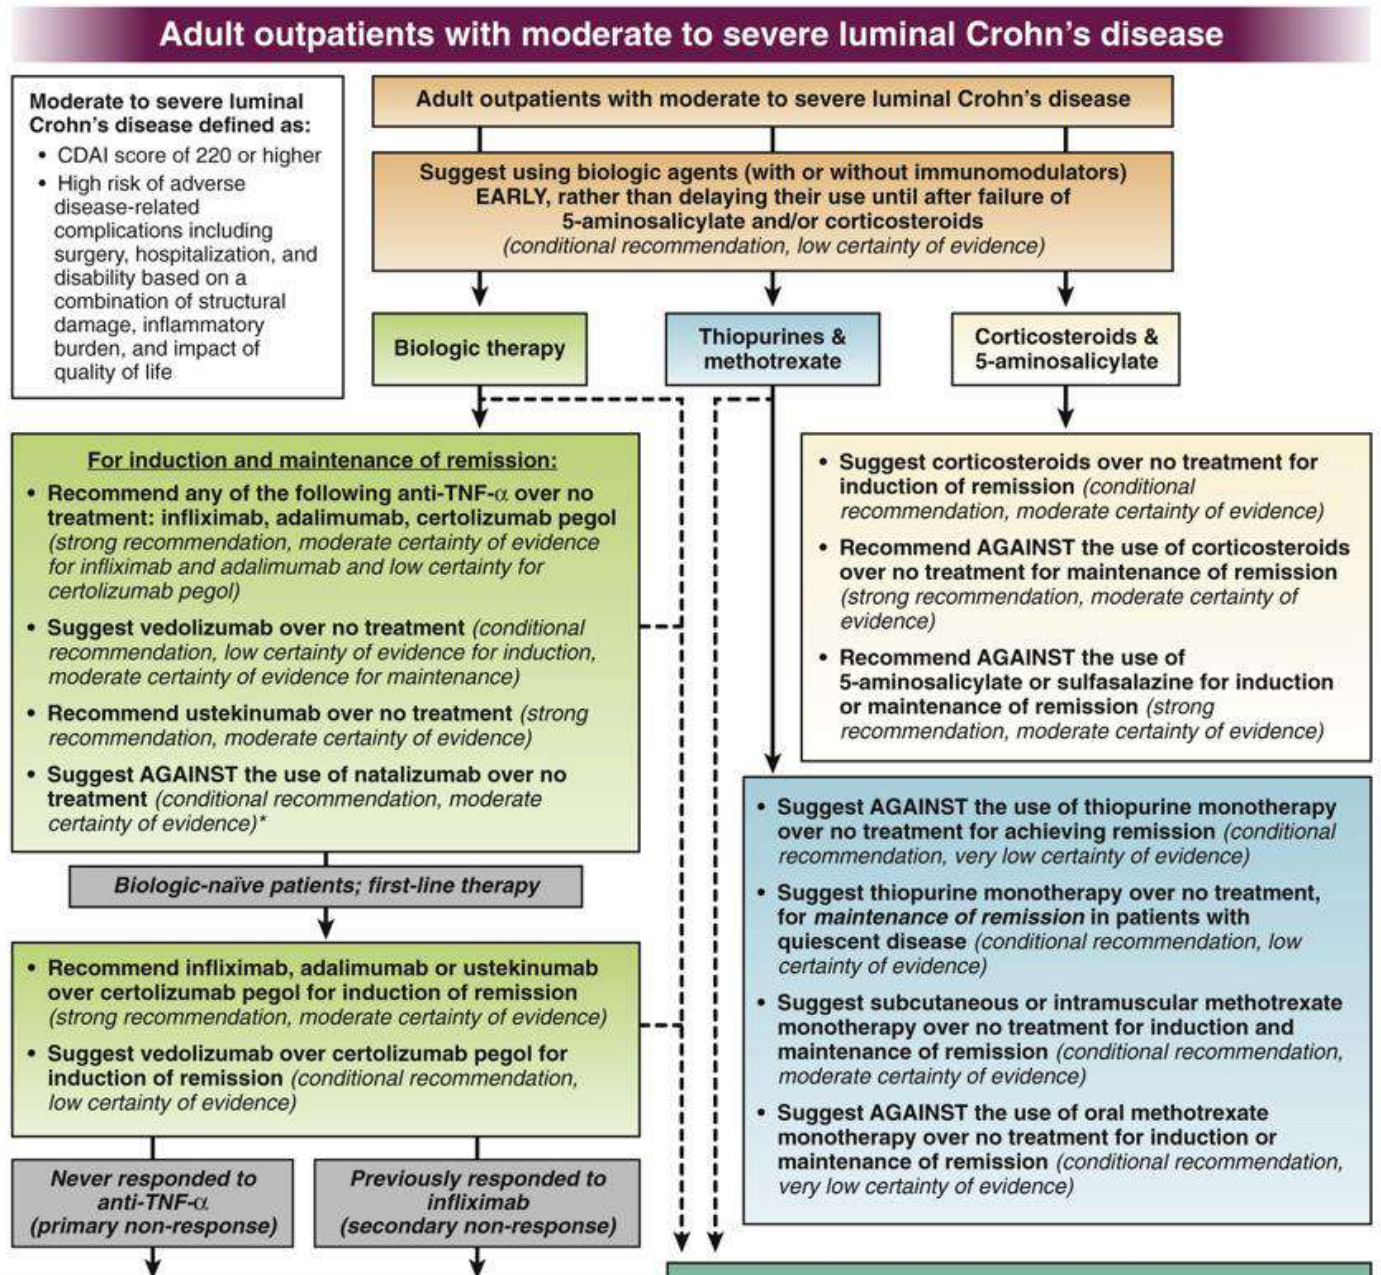 Adult outpatients with moderate to severe luminal Crohn's disease
Moderate to severe luminal
Crohn's disease defined as:
• CDAI score of 220 or higher
• High risk of adverse
disease-related
complications including
surgery, hospitalization, and
disability based on a
combination of structural
damage, inflammatory
burden, and impact of
quality of life
Adult outpatients with moderate to severe luminal Crohn's disease
Suggest using biologic agents (with or without immunomodulators)
EARLY, rather than delaying their use until after failure of
5-aminosalicylate and/or corticosteroids
(conditional recommendation, low certainty of evidence)
Biologic therapy
Thiopurines &
methotrexate
Corticosteroids &
5-aminosalicylate
For induction and maintenance of remission:
• Recommend any of the following anti-TNF-α over no
treatment: infliximab, adalimumab, certolizumab pegol
(strong recommendation, moderate certainty of evidence
for infliximab and adalimumab and low certainty for
certolizumab pegol)
• Suggest vedolizumab over no treatment (conditional
recommendation, low certainty of evidence for induction,
moderate certainty of evidence for maintenance)
• Recommend ustekinumab over no treatment (strong
recommendation, moderate certainty of evidence)
• Suggest AGAINST the use of natalizumab over no
treatment (conditional recommendation, moderate
certainty of evidence)*
Biologic-naïve patients; first-line therapy
• Recommend infliximab, adalimumab or ustekinumab
over certolizumab pegol for induction of remission
(strong recommendation, moderate certainty of evidence)
• Suggest vedolizumab over certolizumab pegol for
induction of remission (conditional recommendation,
low certainty of evidence)
Never responded to
anti-TNF-α
(primary non-response)
Previously responded to
infliximab
(secondary non-response)
• Suggest corticosteroids over no treatment for
induction of remission (conditional
recommendation, moderate certainty of evidence)
• Recommend AGAINST the use of corticosteroids
over no treatment for maintenance of remission
(strong recommendation, moderate certainty of
evidence)
• Recommend AGAINST the use of
5-aminosalicylate or sulfasalazine for induction
or maintenance of remission (strong
recommendation, moderate certainty of evidence)
• Suggest AGAINST the use of thiopurine monotherapy
over no treatment for achieving remission (conditional
recommendation, very low certainty of evidence)
• Suggest thiopurine monotherapy over no treatment,
for maintenance of remission in patients with
quiescent disease (conditional recommendation, low
certainty of evidence)
• Suggest subcutaneous or intramuscular methotrexate
monotherapy over no treatment for induction and
maintenance of remission (conditional recommendation,
moderate certainty of evidence)
• Suggest AGAINST the use of oral methotrexate
monotherapy over no treatment for induction or
maintenance of remission (conditional recommendation,
very low certainty of evidence)